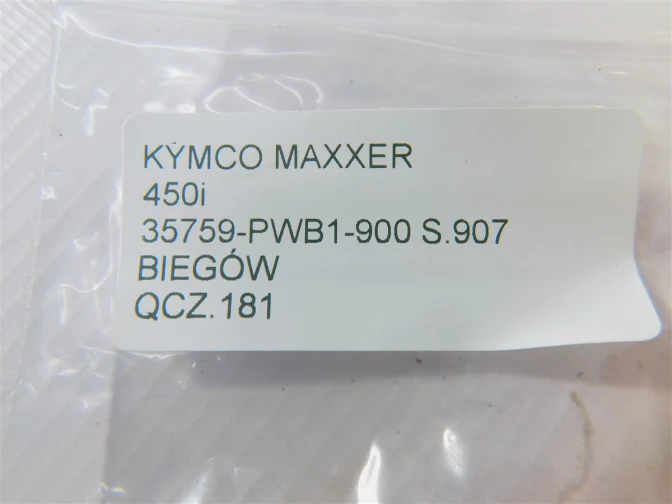 KYMCO MAXXER
450i
35759-PWB1-900 S.907
BIEGÓW
QCZ.181